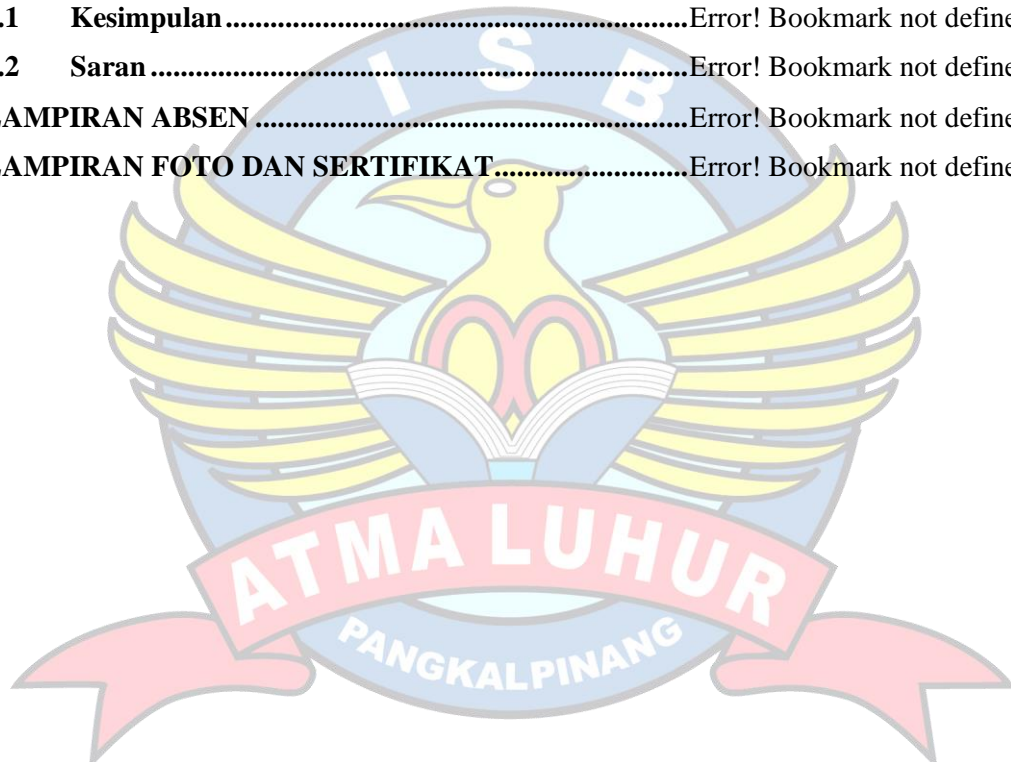 .1 Kesimpulan.............................................................Error! Bookmark not define
.2 Saran.......................................................................Error! Bookmark not define
AMPIRAN ABSEN.........................................................Error! Bookmark not define
AMPIRAN FOTO DAN SERTIFIKAT..........................Error! Bookmark not define
I S B
ATMA LUHUR
PANGKALPINANG